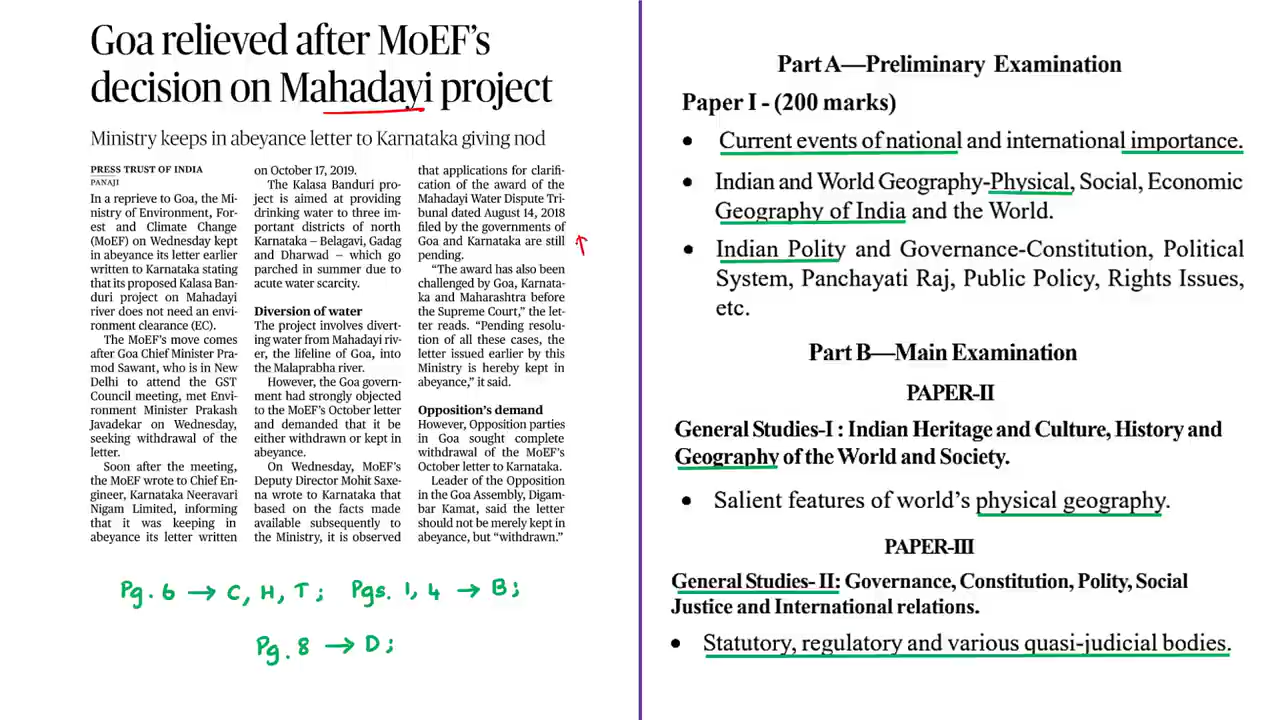 Goa relieved after MoEF's
decision on Mahadayi project
Ministry keeps in abeyance letter to Karnataka giving nod
PRESS TRUST OF INDIA
PANAJI
In a reprieve to Goa, the Mi-
nistry of Environment, For-
est and Climate Change
(MoEF) on Wednesday kept
in abeyance its letter earlier
written to Karnataka stating
that its proposed Kalasa Ban-
duri project on Mahadayi
river does not need an envi-
ronment clearance (EC).
The MoEF's move comes
after Goa Chief Minister Pra-
mod Sawant, who is in New
Delhi to attend the GST
Council meeting, met Envi-
ronment Minister Prakash
Javadekar on Wednesday,
seeking withdrawal of the
letter.
Soon after the meeting,
the MoEF wrote to Chief En-
gineer, Karnataka Neeravari
Nigam Limited, informing
that it was keeping in
abeyance its letter written
on October 17, 2019.
The Kalasa Banduri pro-
ject is aimed at providing
drinking water to three im-
portant districts of north
Karnataka – Belagavi, Gadag
and Dharwad – which go
parched in summer due to
acute water scarcity.
Diversion of water
The project involves divert-
ing water from Mahadayi riv-
er, the lifeline of Goa, into
the Malaprabha river.
However, the Goa govern-
ment had strongly objected
to the MoEF's October letter
and demanded that it be
either withdrawn or kept in
abeyance.
On Wednesday, MoEF's
Deputy Director Mohit Saxe-
na wrote to Karnataka that
based on the facts made
available subsequently to
the Ministry, it is observed
that applications for clarifi-
cation of the award of the
Mahadayi Water Dispute Tri-
bunal dated August 14, 2018
filed by the governments of
Goa and Karnataka are still
pending.
"The award has also been
challenged by Goa, Karnata-
ka and Maharashtra before
the Supreme Court," the let-
ter reads. "Pending resolu-
tion of all these cases, the
letter issued earlier by this
Ministry is hereby kept in
abeyance," it said.
Opposition's demand
However, Opposition parties
in Goa sought complete
withdrawal of the MoEF's
October letter to Karnataka.
Leader of the Opposition
in the Goa Assembly, Digam-
bar Kamat, said the letter
should not be merely kept in
abeyance, but "withdrawn."
Pg. 6 → C, H, T; Pgs. 1, 4 → B;
Pg. 8 → D;
Part A—Preliminary Examination
Paper I - (200 marks)
• Current events of national and international importance.
• Indian and World Geography-Physical, Social, Economic
Geography of India and the World.
• Indian Polity and Governance-Constitution, Political
System, Panchayati Raj, Public Policy, Rights Issues,
etc.
Part B—Main Examination
PAPER-II
General Studies-I : Indian Heritage and Culture, History and
Geography of the World and Society.
• Salient features of world's physical geography.
PAPER-III
General Studies- II: Governance, Constitution, Polity, Social
Justice and International relations.
• Statutory, regulatory and various quasi-judicial bodies.